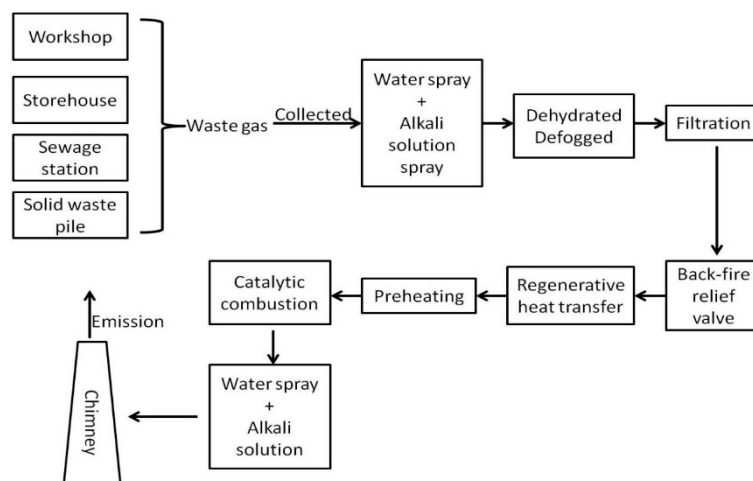 Workshop
Storehouse
Sewage
station
Solid waste
pile
Waste gas
Collected
Water spray
+
Alkali
solution
spray
Dehydrated
Defogged
Filtration
Back-fire
relief
valve
Regenerative
heat transfer
Preheating
Catalytic
combustion
Water spray
+
Alkali
solution
Chimney
Emission